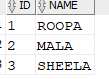 ID NAME
1 ROOPA
2 MALA
3 SHEELA